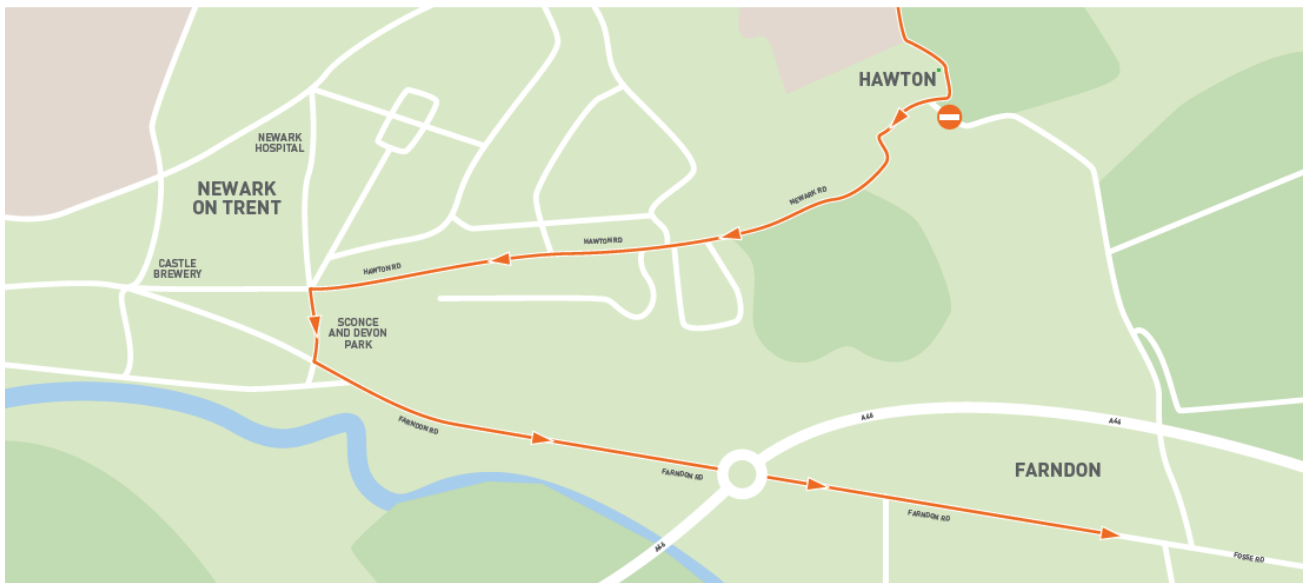 HAWTON
NEWARK
HOSPITAL
NEWARK
ON TRENT
NEWARK RD
HAWTON RD
HAWTON RD
CASTLE
BREWERY
SCONCE
AND DEVON
PARK
FARNDON RD
A46
A46
FARNDON RD
FARNDON
FARNDON RD
A46
FOSSE RD